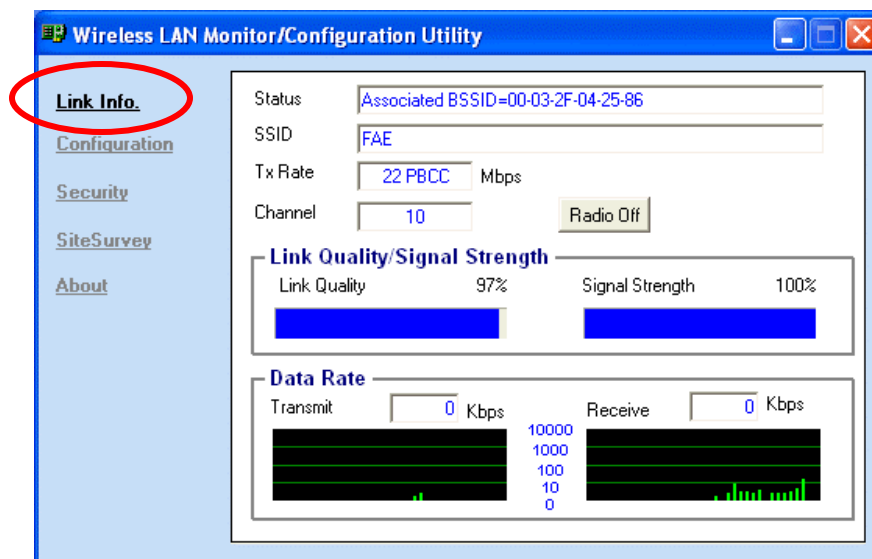 Wireless LAN Monitor/Configuration Utility
Link Info.
Configuration
Security
SiteSurvey
About
Status Associated BSSID=00-03-2F-04-25-86
SSID FAE
Tx Rate 22 PBCC Mbps
Channel 10 Radio Off
Link Quality/Signal Strength
Link Quality 97% Signal Strength 100%
Data Rate
Transmit 0 Kbps Receive 0 Kbps
10000
1000
100
10
0